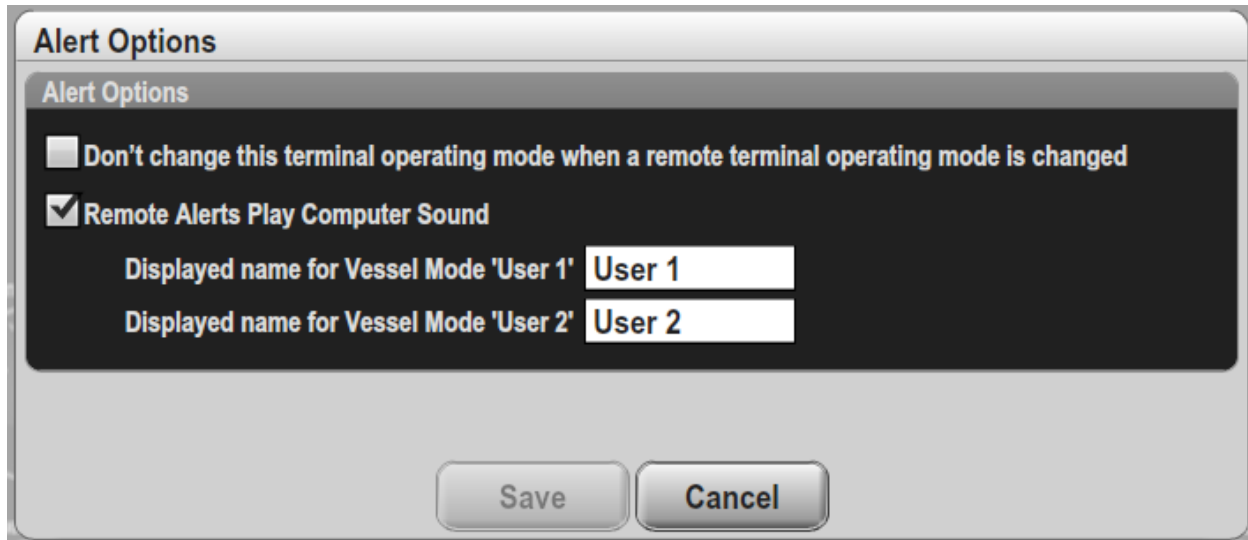 Alert Options
Alert Options
Don't change this terminal operating mode when a remote terminal operating mode is changed
Remote Alerts Play Computer Sound
Displayed name for Vessel Mode 'User 1' User 1
Displayed name for Vessel Mode 'User 2' User 2
Save Cancel